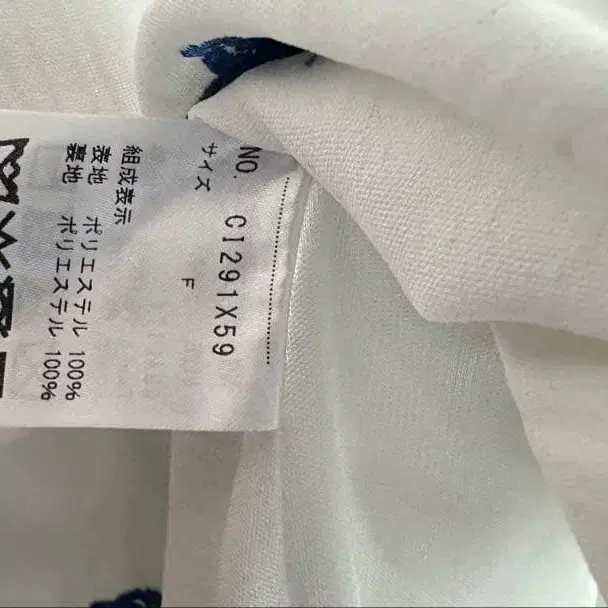 NO. CI291X59
サイズ F
組成表示
表地 ポリエステル 100%
裏地 ポリエステル 100%